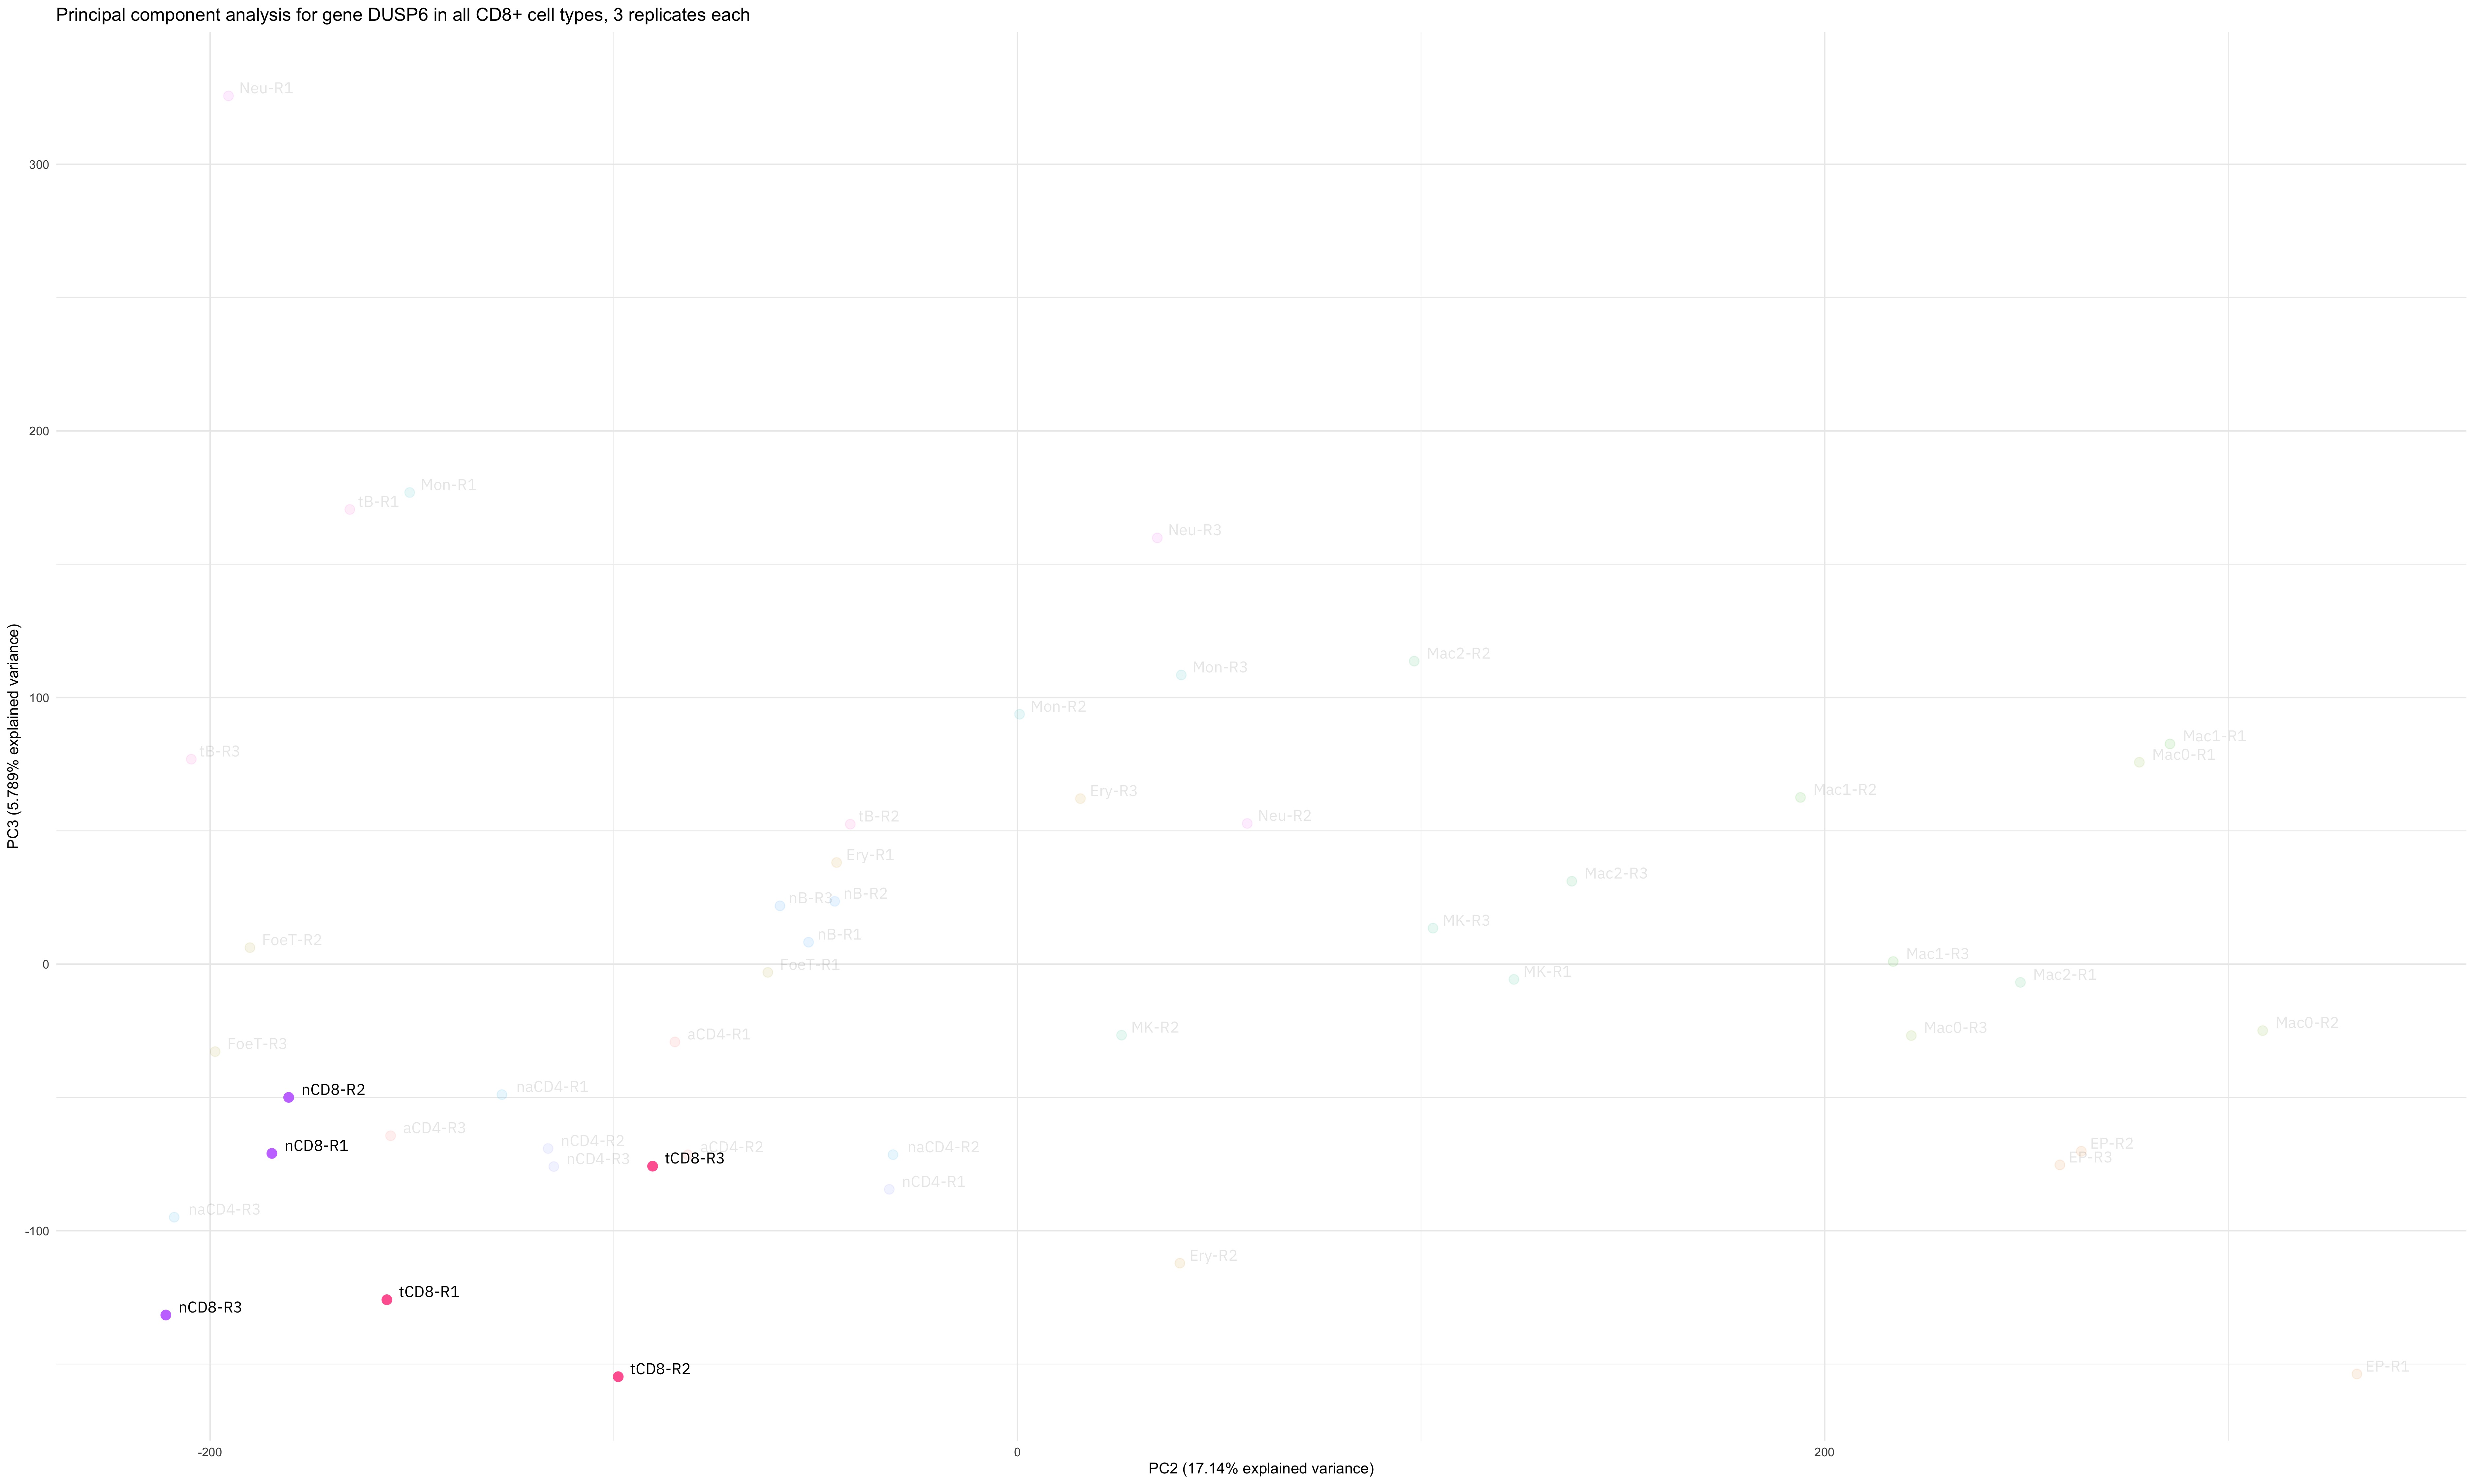 Principal component analysis for gene DUSP6 in all CD8+ cell types, 3 replicates each
Neu-R1
300
200
Mon-R1
tB-R1
Neu-R3
Mac2-R2
Mon-R3
100
Mon-R2
Mac1-R1
tB-R3
Mac0-R1
Ery-R3
Mac1-R2
tB-R2
Neu-R2
Ery-R1
nB-R3
nB-R2
Mac2-R3
nB-R1
MK-R3
FoeT-R2
0
FoeT-R1
Mac1-R3
MK-R1
Mac2-R1
aCD4-R1
MK-R2
Mac0-R3
Mac0-R2
FoeT-R3
nCD8-R2
naCD4-R1
aCD4-R3
nCD8-R1
nCD4-R2
aCD4-R2
naCD4-R2
EP-R2
nCD4-R3
tCD8-R3
EP-R3
nCD4-R1
naCD4-R3
-100
Ery-R2
tCD8-R1
nCD8-R3
tCD8-R2
EP-R1
-200
0
200
PC2 (17.14% explained variance)
PC3 (5.789% explained variance)